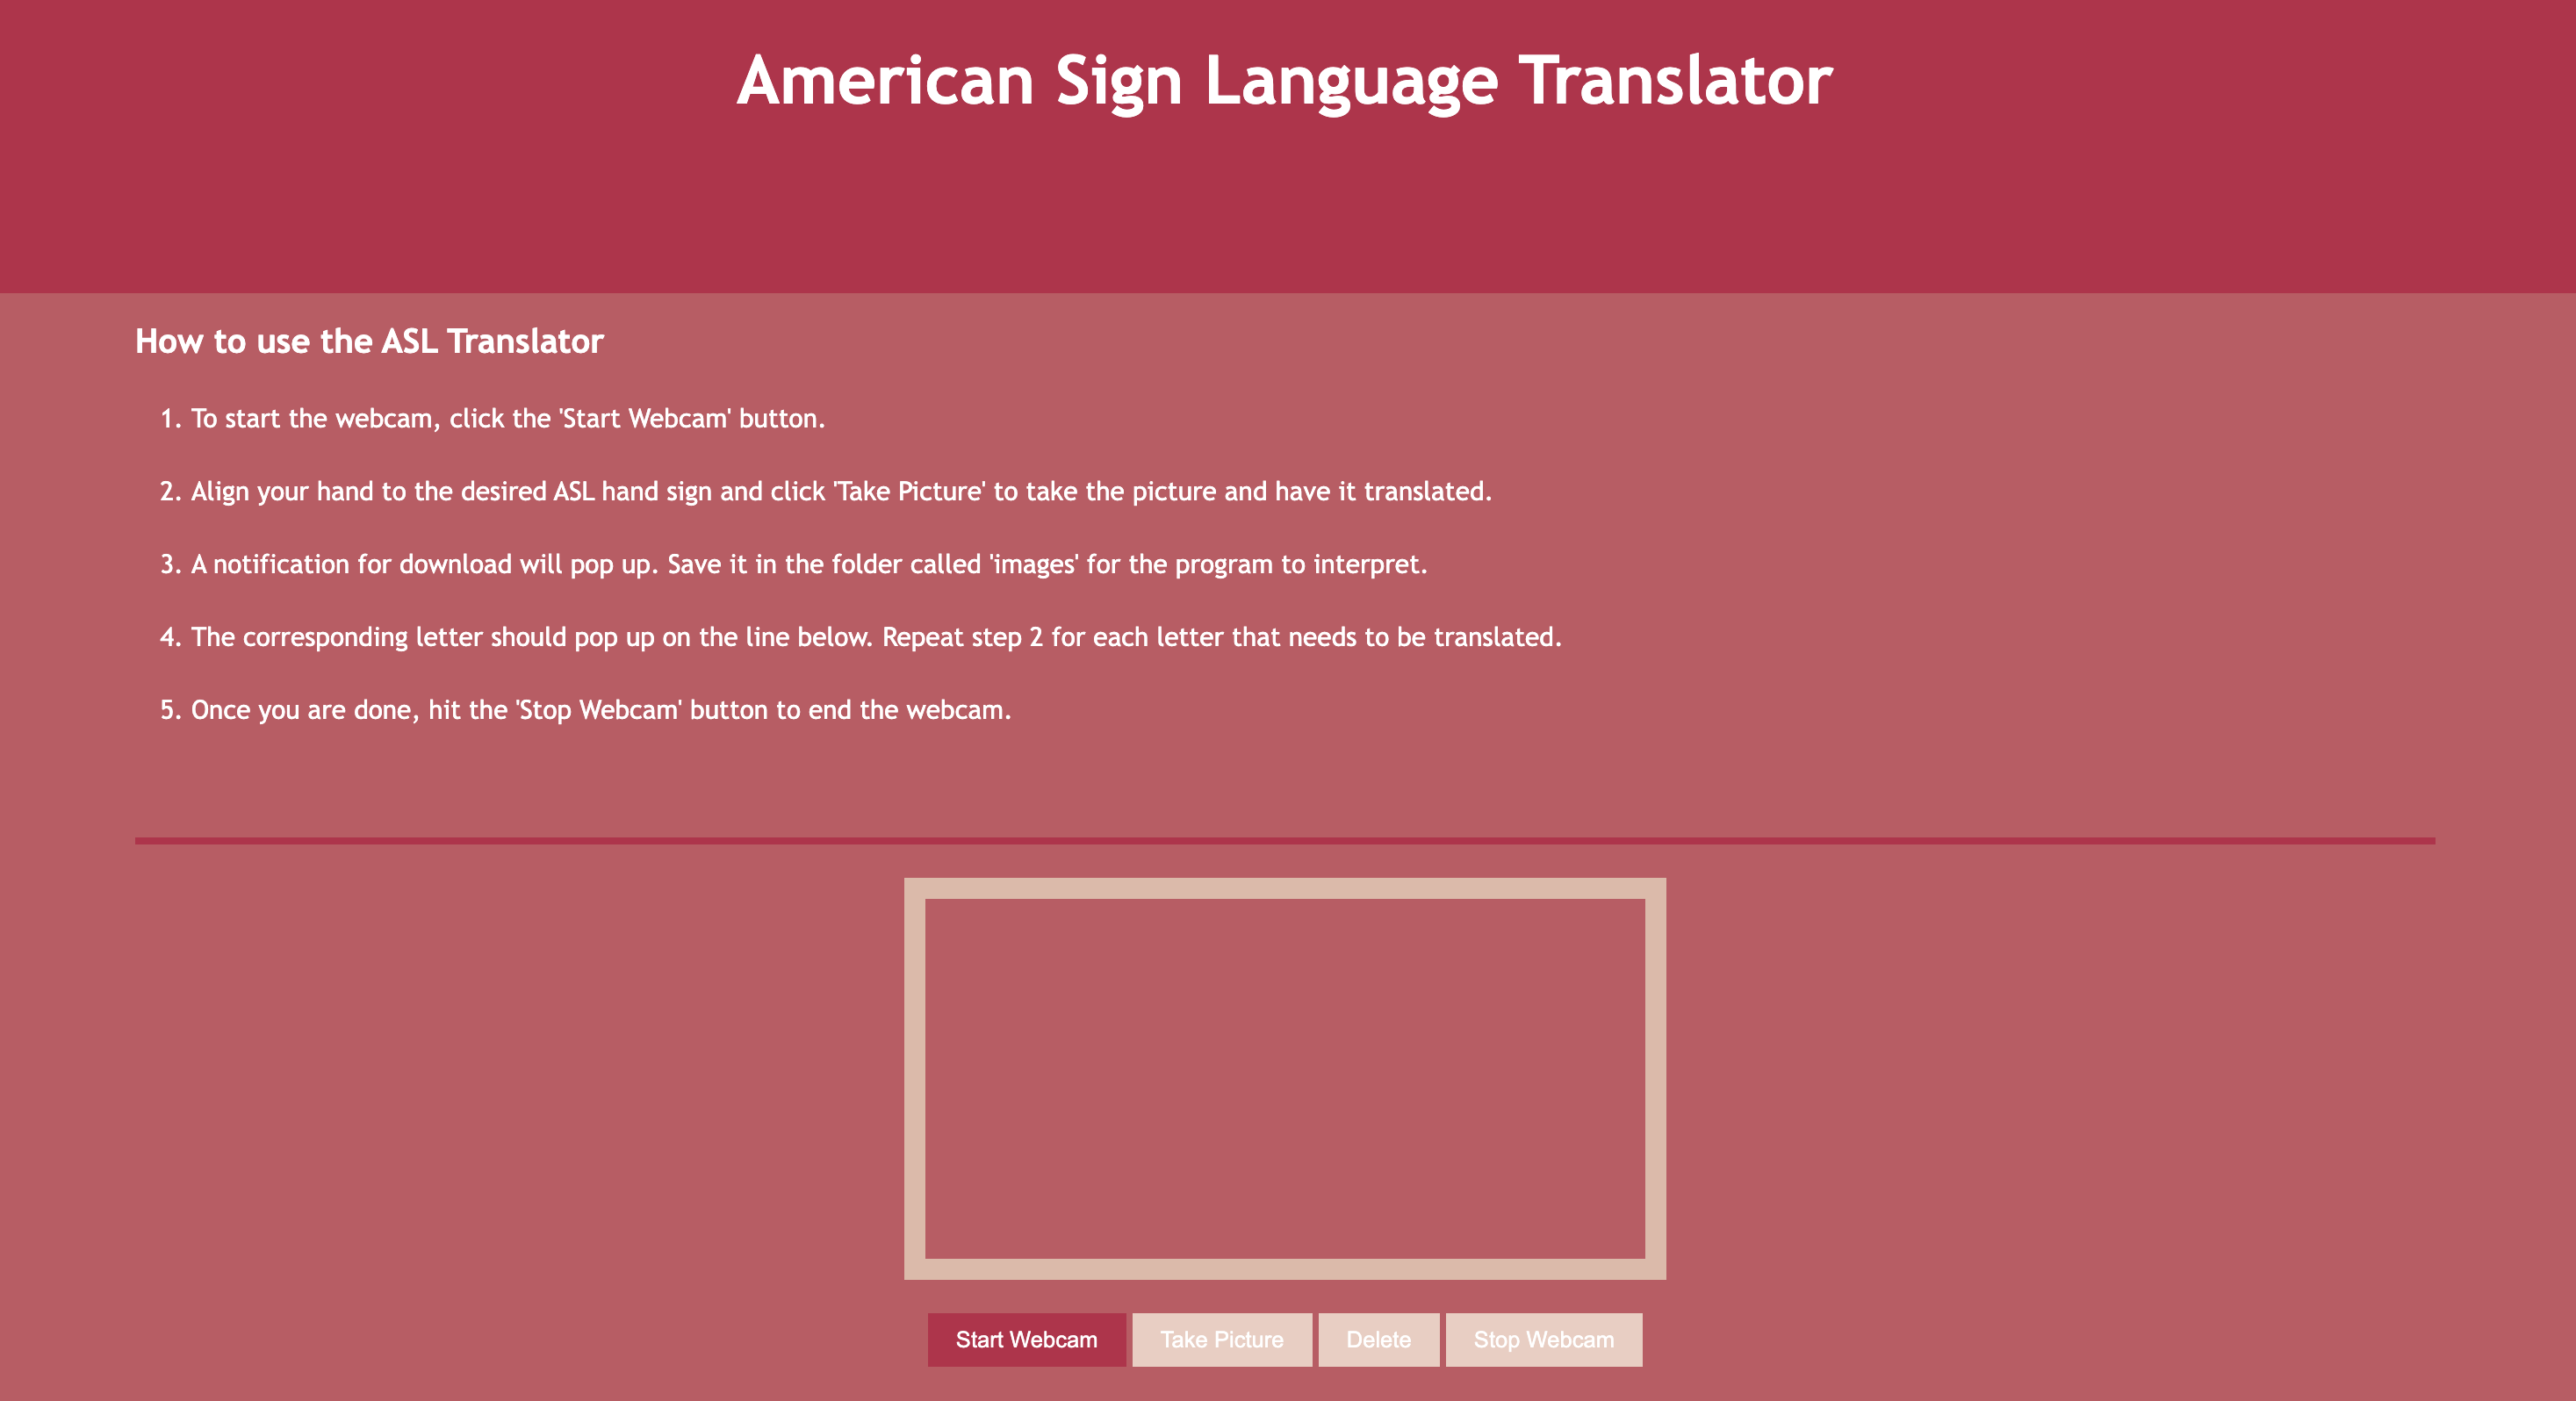 American Sign Language Translator
How to use the ASL Translator
1. To start the webcam, click the 'Start Webcam' button.
2. Align your hand to the desired ASL hand sign and click 'Take Picture' to take the picture and have it translated.
3. A notification for download will pop up. Save it in the folder called 'images' for the program to interpret.
4. The corresponding letter should pop up on the line below. Repeat step 2 for each letter that needs to be translated.
5. Once you are done, hit the 'Stop Webcam' button to end the webcam.
Start Webcam Take Picture Delete Stop Webcam